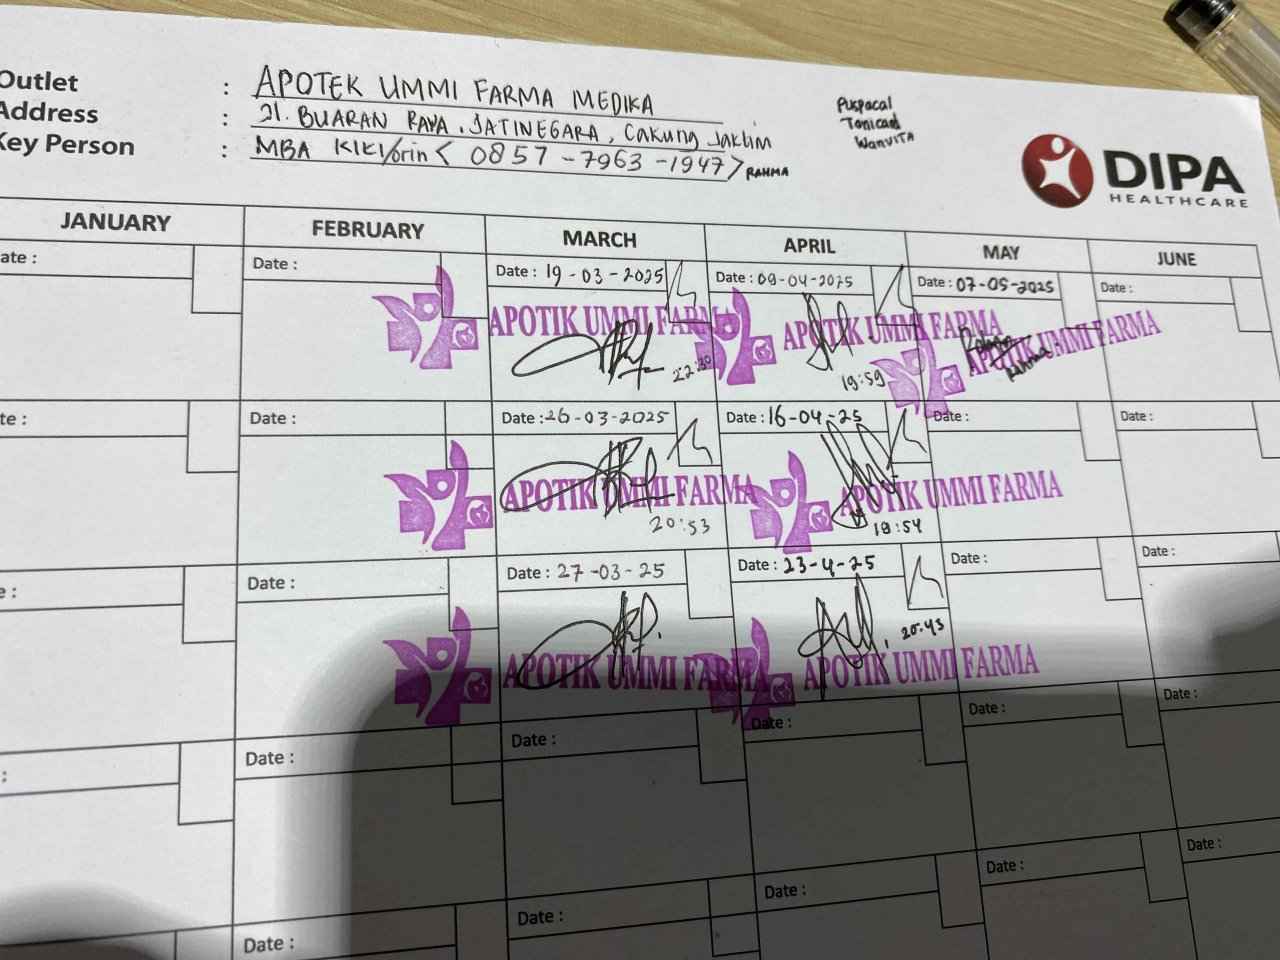 Outlet : APOTEK UMMI FARMA MEDIKA
Address : Jl. BUARAN RAYA, JATINEGARA, Cakung Jaktim
Key Person : MBA KIKI/orin < 0857-7963-1947> RAHMA
Puspacal
Tonicard
WanVITA
DIPA
HEALTHCARE
JANUARY FEBRUARY MARCH APRIL MAY JUNE
ate : Date : Date : 19-03-2025 Date : 09-04-2025 Date : 07-05-2025 Date :
APOTIK UMMI FARMA APOTIK UMMI FARMA APOTIK UMMI FARMA
22:30 19:59 Rahma
te : Date : Date : 26-03-2025 Date : 16-04-25 Date : Date :
APOTIK UMMI FARMA APOTIK UMMI FARMA
20:53 18:54
e : Date : Date : 27-03-25 Date : 23-4-25 Date : Date :
20.43
APOTIK UMMI FARMA APOTIK UMMI FARMA
: Date : Date : Date : Date : Date :
Date : Date : Date : Date : Date :